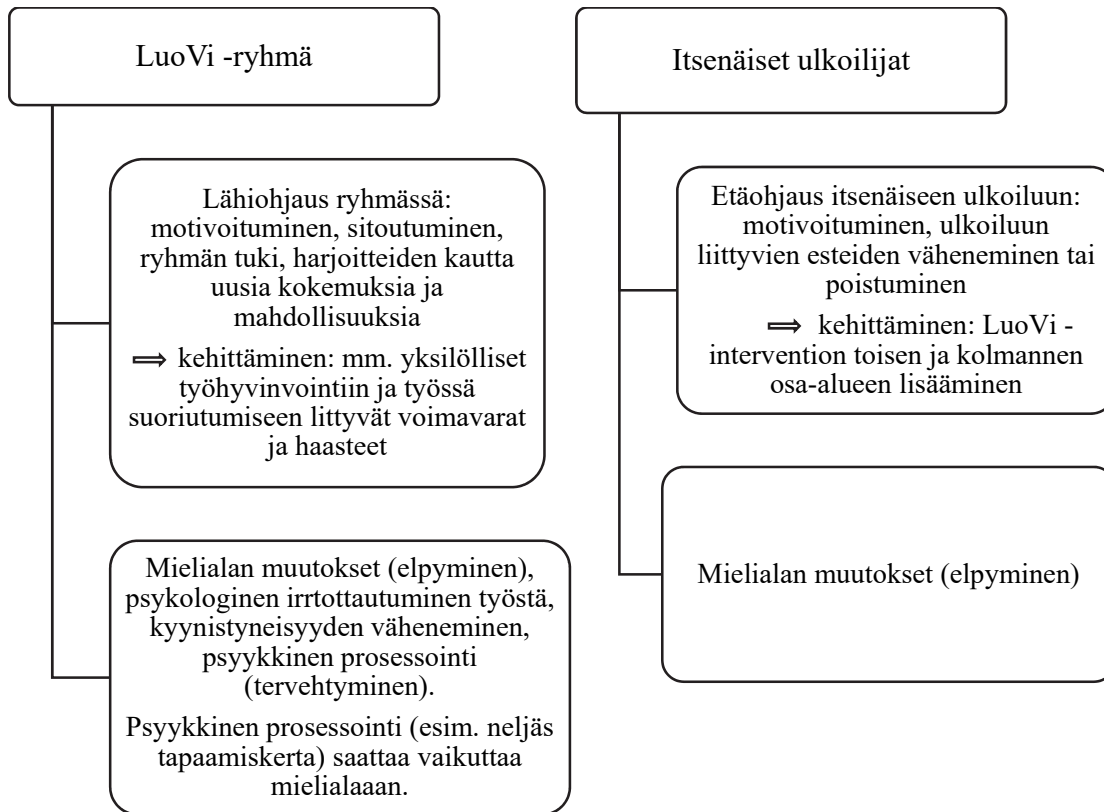 LuoVi -ryhmä
Lähiohjaus ryhmässä:
motivoituminen, sitoutuminen,
ryhmän tuki, harjoitteiden kautta
uusia kokemuksia ja
mahdollisuuksia
⟹ kehittäminen: mm. yksilölliset
työhyvinvointiin ja työssä
suoriutumiseen littyvät voimavarat
ja haasteet
Mielialan muutokset (elpyminen),
psykologinen irrtottautuminen työstä,
kyynistyneisyyden väheneminen,
psyykkinen prosessointi
(tervehtyminen).
Psyykkinen prosessointi (esim. neljäs
tapaamiskerta) saattaa vaikuttaa
mielialaaan.
Itsenäiset ulkoilijat
Etäohjaus itsenäiseen ulkoiluun:
motivoituminen, ulkoiluun
liittyvien esteiden väheneminen tai
poistuminen
⟹ kehittäminen: LuoVi -
intervention toisen ja kolmannen
osa-alueen lisääminen
Mielialan muutokset (elpyminen)